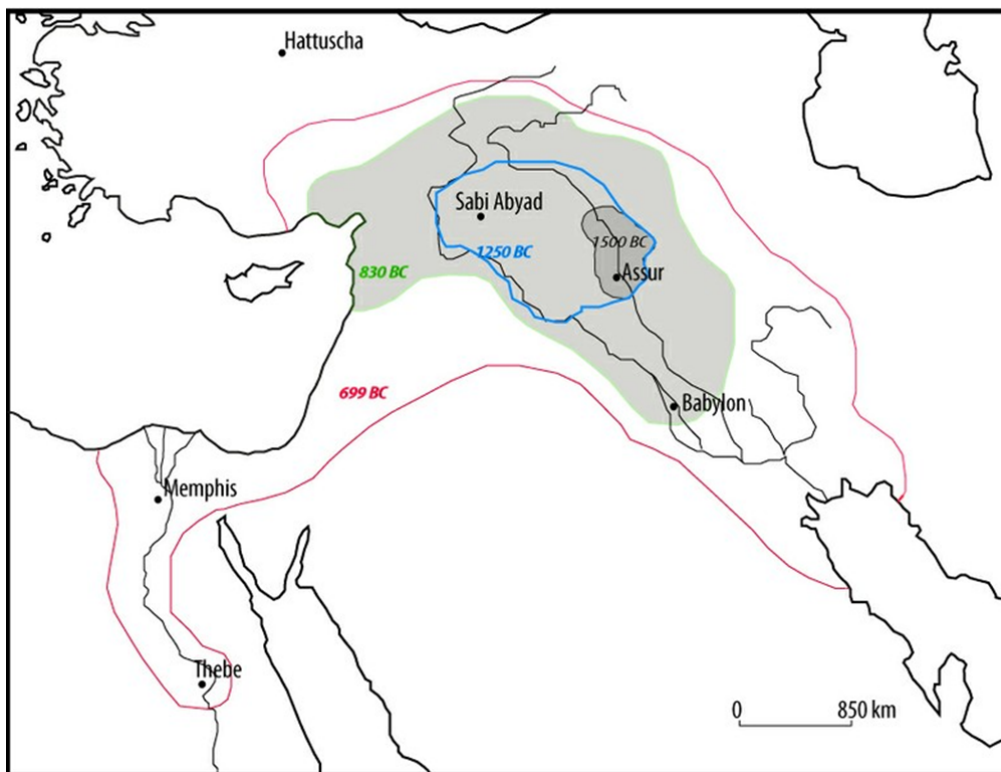 Hattuscha
Sabi Abyad
1500 BC
1250 BC
830 BC
Assur
699 BC
Babylon
Memphis
Thebe
0 850 km